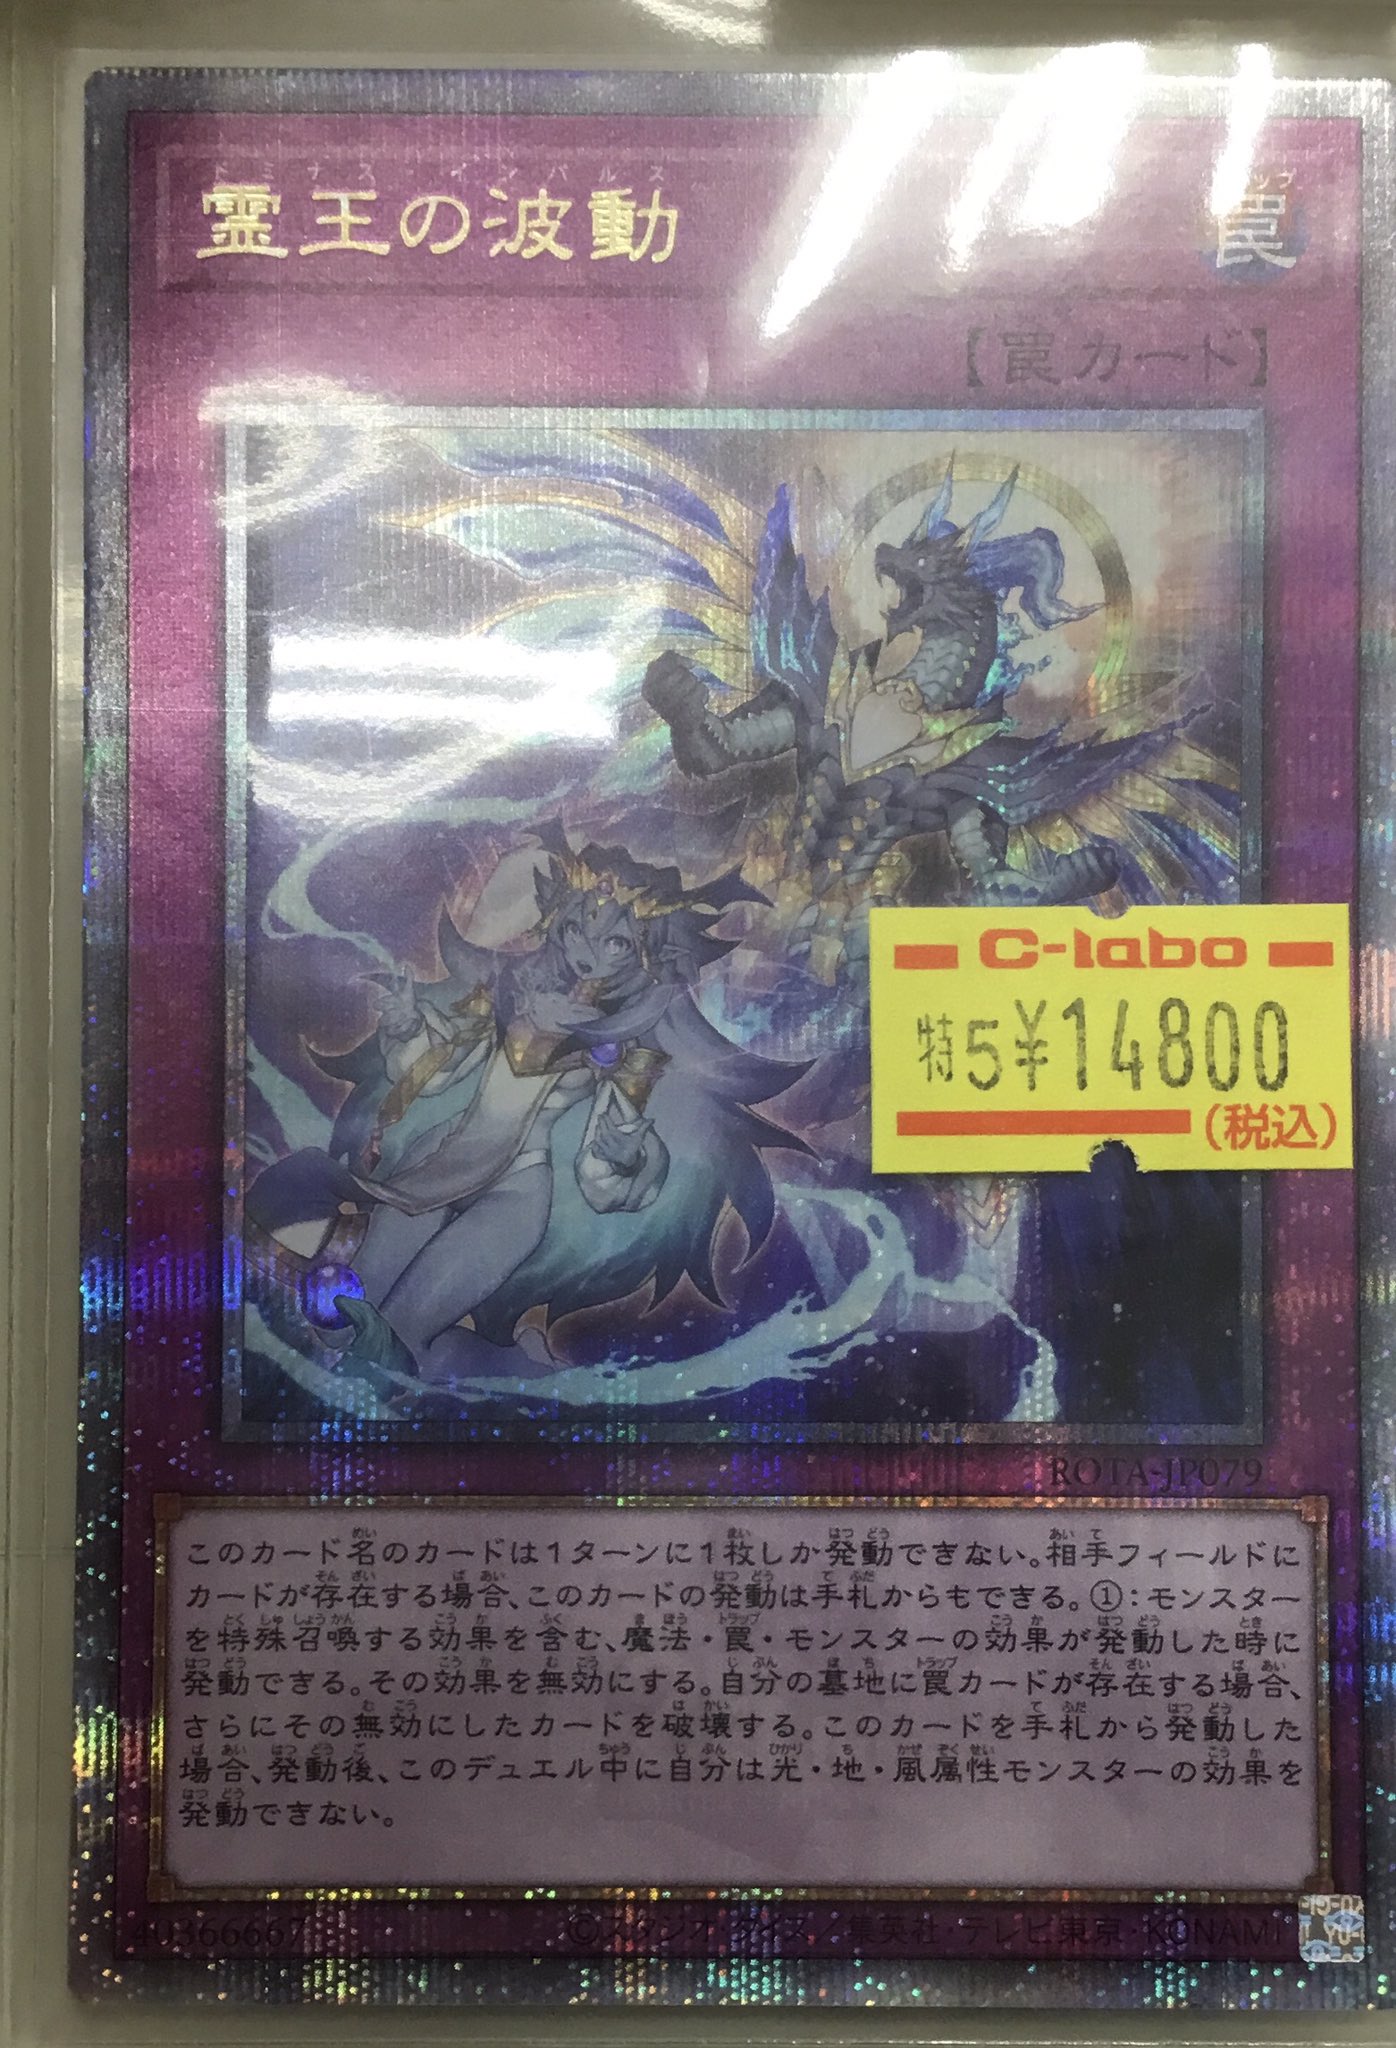 ドミナス・インパルス
霊王の波動
トラップ
罠
【罠カード】
C-labo
特5¥14800
(税込)
ROTA-JP079
このカード名のカードは1ターンに1枚しか発動できない。相手フィールドに
カードが存在する場合、このカードの発動は手札からもできる。①：モンスター
を特殊召喚する効果を含む、魔法・罠・モンスターの効果が発動した時に
発動できる。その効果を無効にする。自分の墓地に罠カードが存在する場合、
さらにその無効にしたカードを破壊する。このカードを手札から発動した
場合、発動後、このデュエル中に自分は光・地・風属性モンスターの効果を
発動できない。
40366667
©スタジオ・ダイス／集英社・テレビ東京・KONAMI